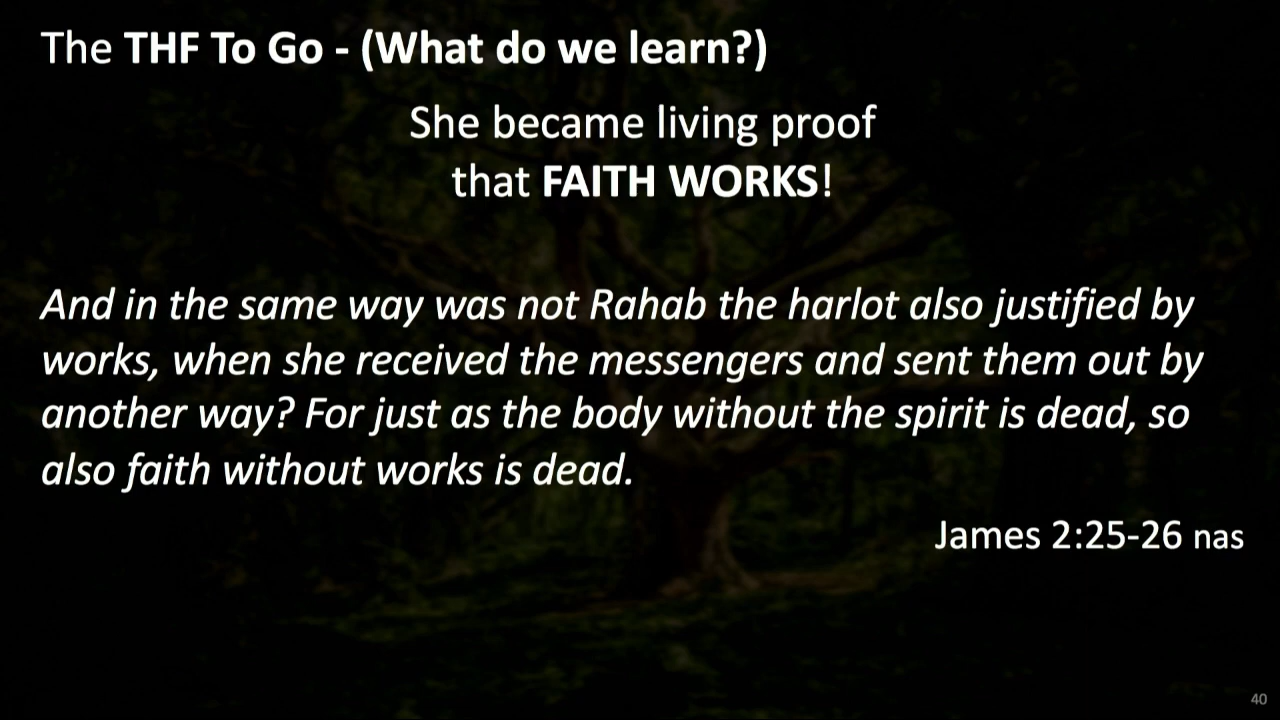 The THF To Go - (What do we learn?)
She became living proof
that FAITH WORKS!
And in the same way was not Rahab the harlot also justified by
works, when she received the messengers and sent them out by
another way? For just as the body without the spirit is dead, so
also faith without works is dead.
James 2:25-26 nas
40